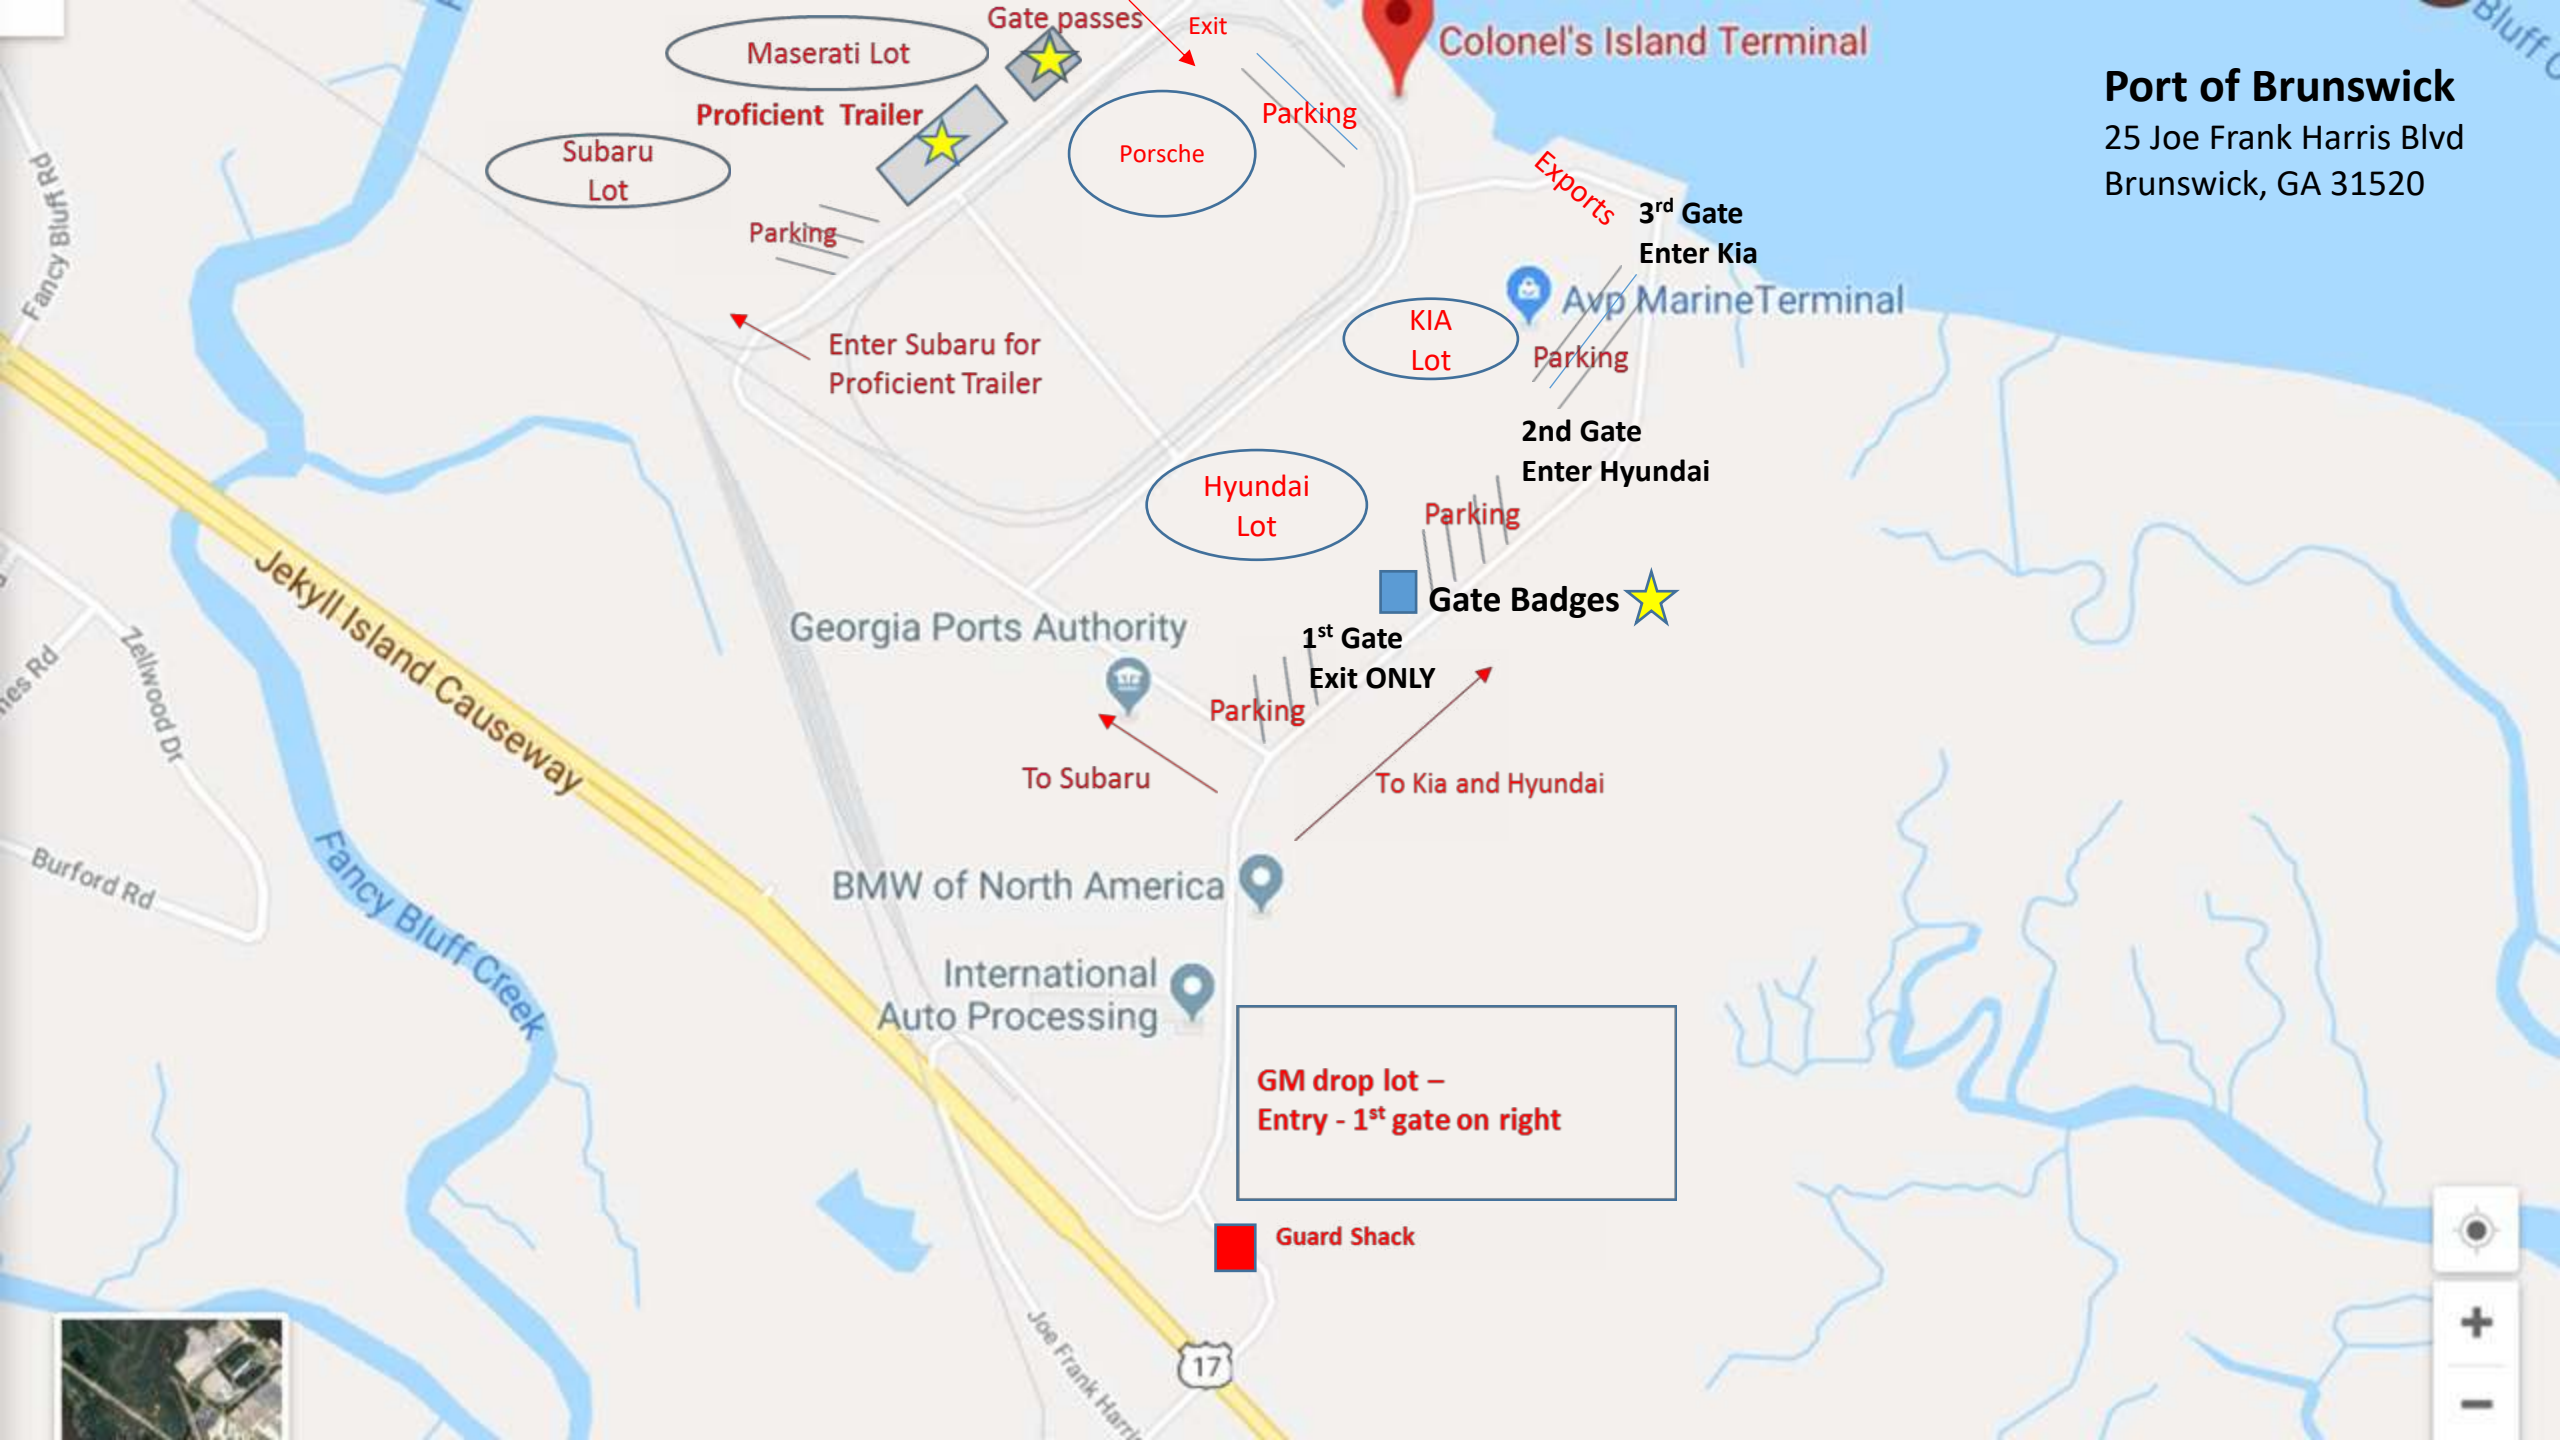 Gate passes
Exit
Maserati Lot
Colonel's Island Terminal
Proficient Trailer
Parking
Porsche
Subaru
Lot
Parking
Port of Brunswick
25 Joe Frank Harris Blvd
Brunswick, GA 31520
Fancy Bluff Rd
Exports
3rd Gate
Enter Kia
Avp Marine Terminal
KIA
Lot
Parking
Enter Subaru for
Proficient Trailer
2nd Gate
Enter Hyundai
Hyundai
Lot
Parking
Gate Badges
Georgia Ports Authority
1st Gate
Exit ONLY
Parking
To Subaru
To Kia and Hyundai
Jekyll Island Causeway
Zellwood Dr
Burford Rd
Fancy Bluff Creek
BMW of North America
International
Auto Processing
GM drop lot –
Entry - 1st gate on right
Guard Shack
17
Joe Frank Harris
Bluff
Rd